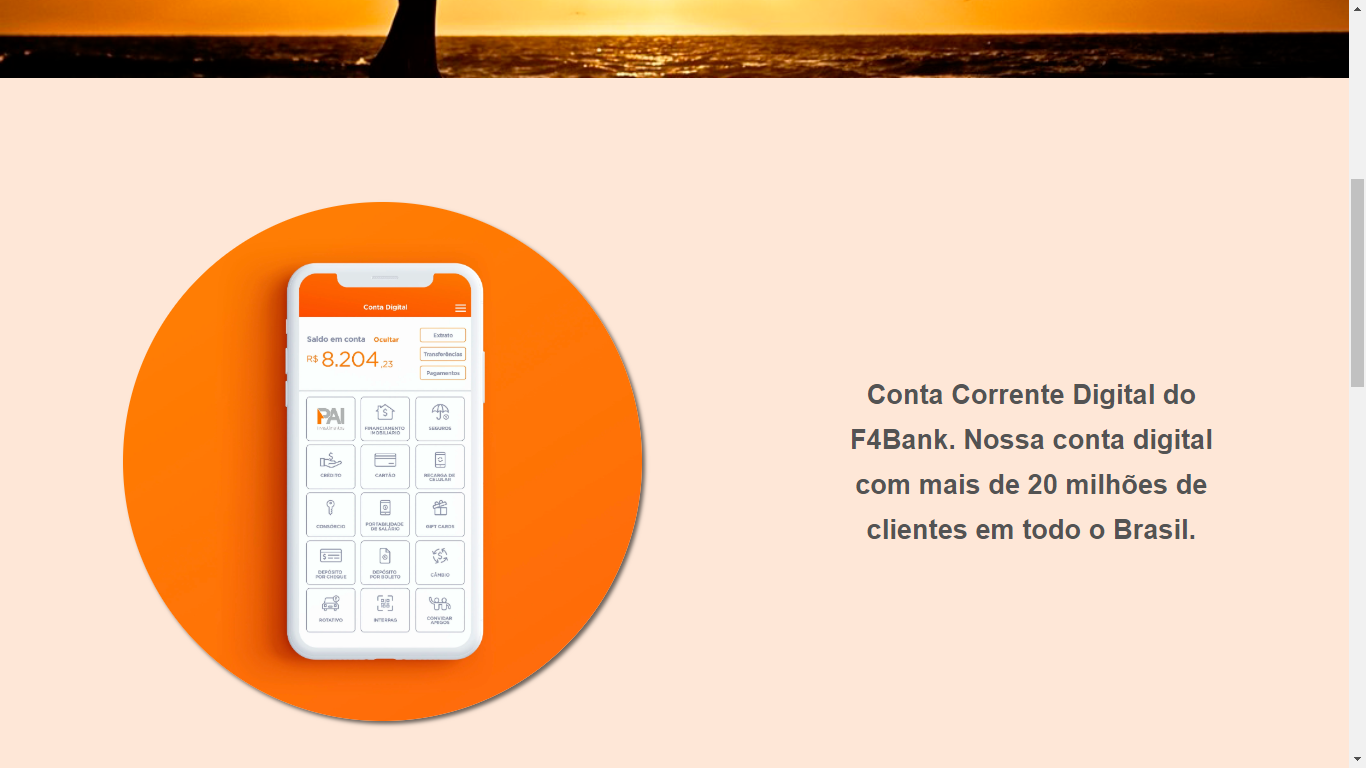 Conta Digital
Saldo em conta Ocultar
R$ 8.204,23
Extrato
Transferências
Pagamentos
PAI
FINANCIAMENTO
IMOBILIÁRIO
SEGUROS
CRÉDITO
CARTÃO
RECARGA DE
CELULAR
CONSÓRCIO
PORTABILIDADE
DE SALÁRIO
GIFT CARDS
DEPÓSITO
POR CHEQUE
DEPÓSITO
POR BOLETO
CÂMBIO
ROTATIVO
INTERPAG
CONVIDAR
AMIGOS
Conta Corrente Digital do
F4Bank. Nossa conta digital
com mais de 20 milhões de
clientes em todo o Brasil.